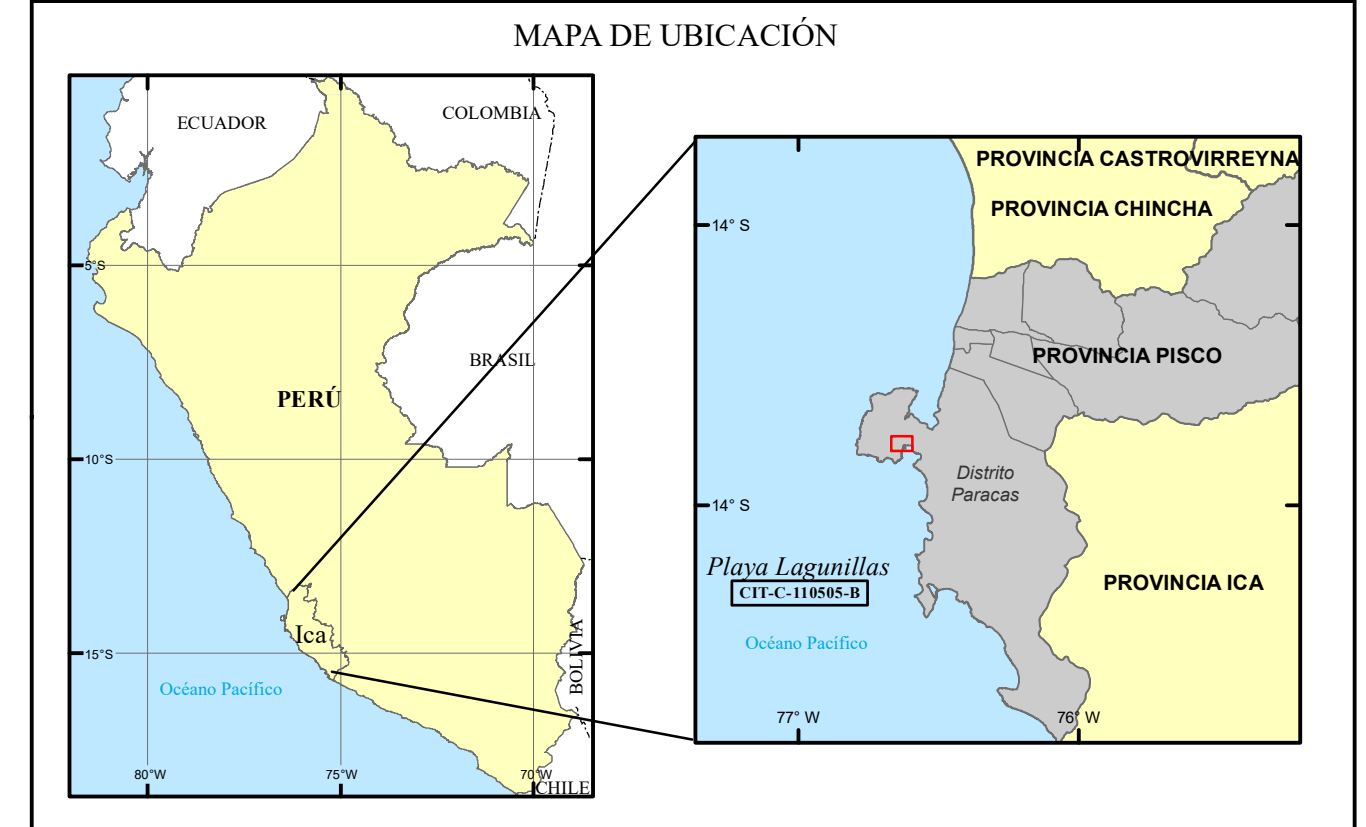 MAPA DE UBICACIÓN
ECUADOR
COLOMBIA
5°S
BRASIL
PERÚ
10°S
Ica
15°S
BOLIVIA
Océano Pacífico
80°W
75°W
70°W
CHILE
PROVINCIA CASTROVIRREYNA
PROVINCIA CHINCHA
14° S
PROVINCIA PISCO
Distrito
Paracas
14° S
Playa Lagunillas
CIT-C-110505-B
PROVINCIA ICA
Océano Pacífico
77° W
76° W